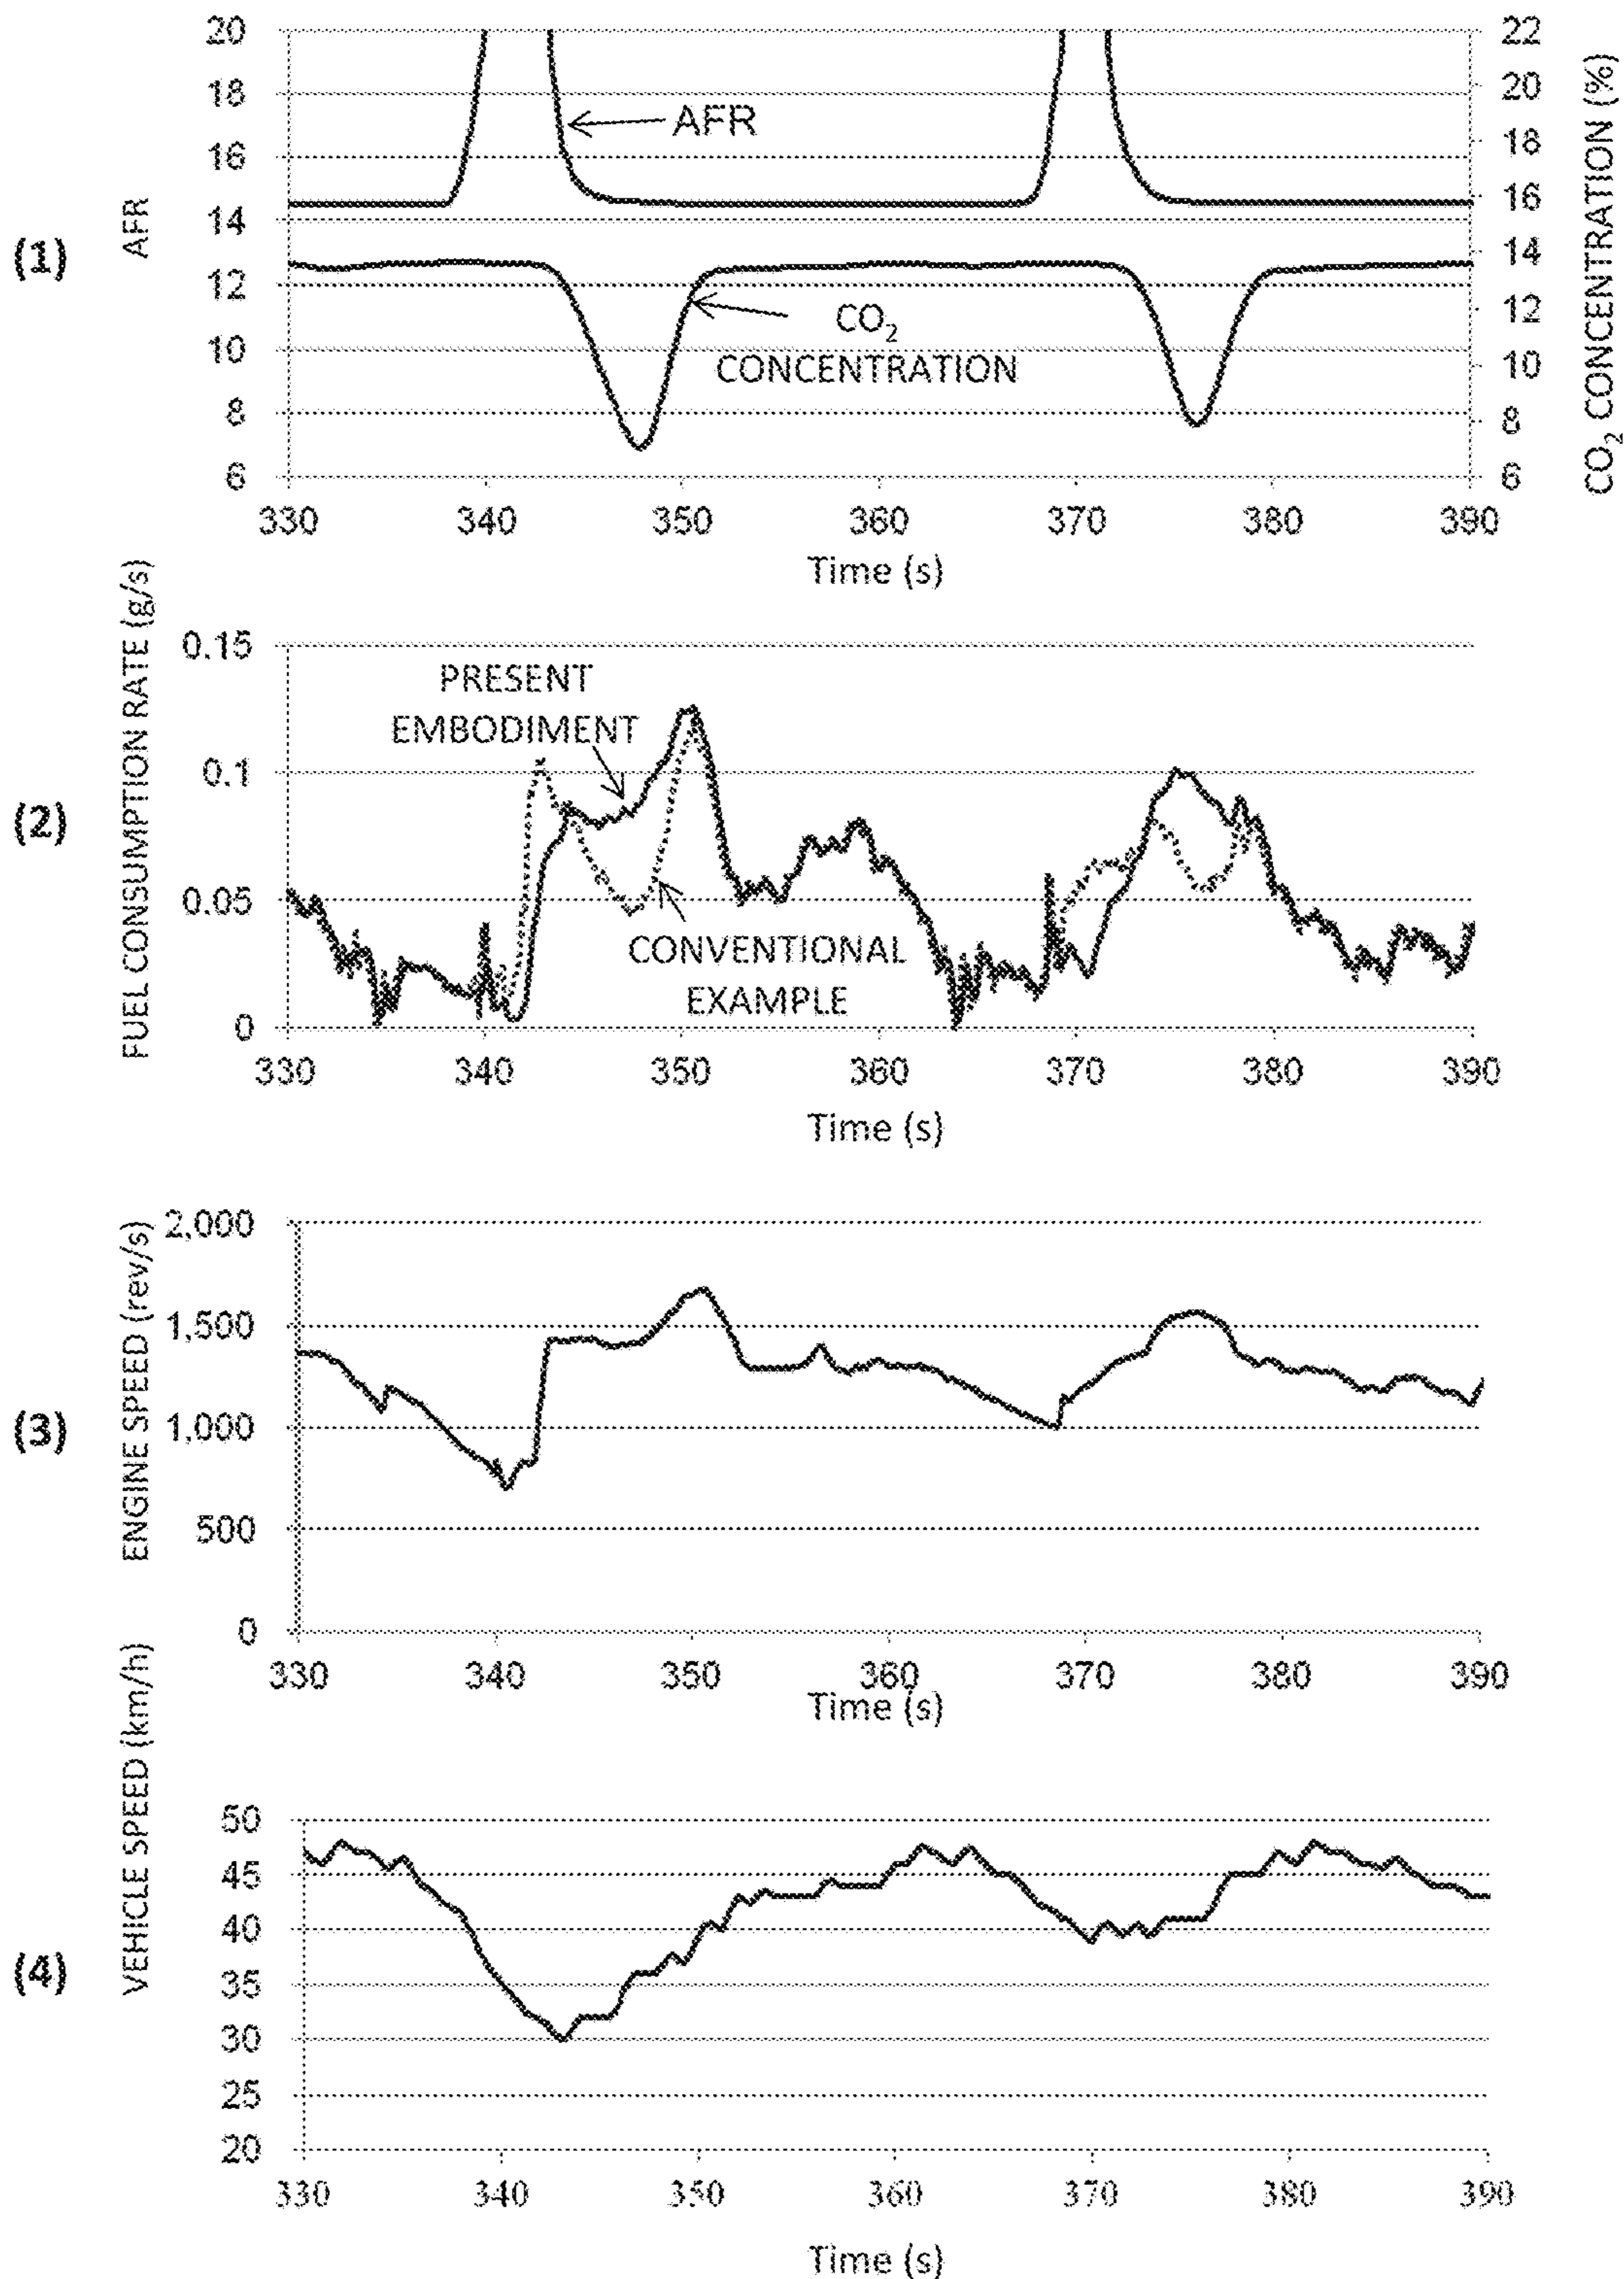 (1)
AFR
20
18
16
14
12
10
8
6
22
20
18
16
14
12
10
8
6
CO₂ CONCENTRATION (%)
AFR
CO₂
CONCENTRATION
330 340 350 360 370 380 390
Time (s)
(2)
FUEL CONSUMPTION RATE (g/s)
0.15
0.1
0.05
0
PRESENT
EMBODIMENT
CONVENTIONAL
EXAMPLE
330 340 350 360 370 380 390
Time (s)
(3)
ENGINE SPEED (rev/s)
2,000
1,500
1,000
500
0
330 340 350 360 370 380 390
Time (s)
(4)
VEHICLE SPEED (km/h)
50
45
40
35
30
25
20
330 340 350 360 370 380 390
Time (s)